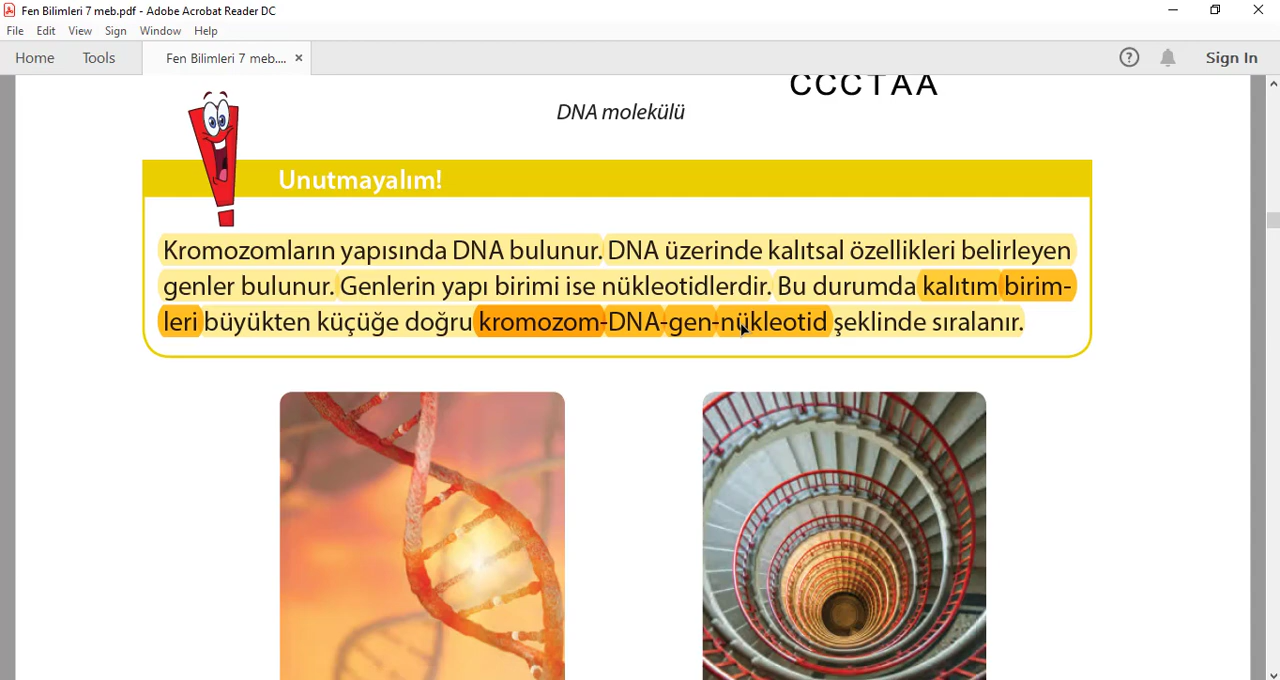 Fen Bilimleri 7 meb.pdf - Adobe Acrobat Reader DC
File Edit View Sign Window Help
Home Tools Fen Bilimleri 7 meb.... × ? Sign In
CCCTAA
DNA molekülü
Unutmayalım!
Kromozomların yapısında DNA bulunur. DNA üzerinde kalıtsal özellikleri belirleyen
genler bulunur. Genlerin yapı birimi ise nükleotidlerdir. Bu durumda kalıtım birim-
leri büyükten küçüğe doğru kromozom-DNA-gen-nükleotid şeklinde sıralanır.